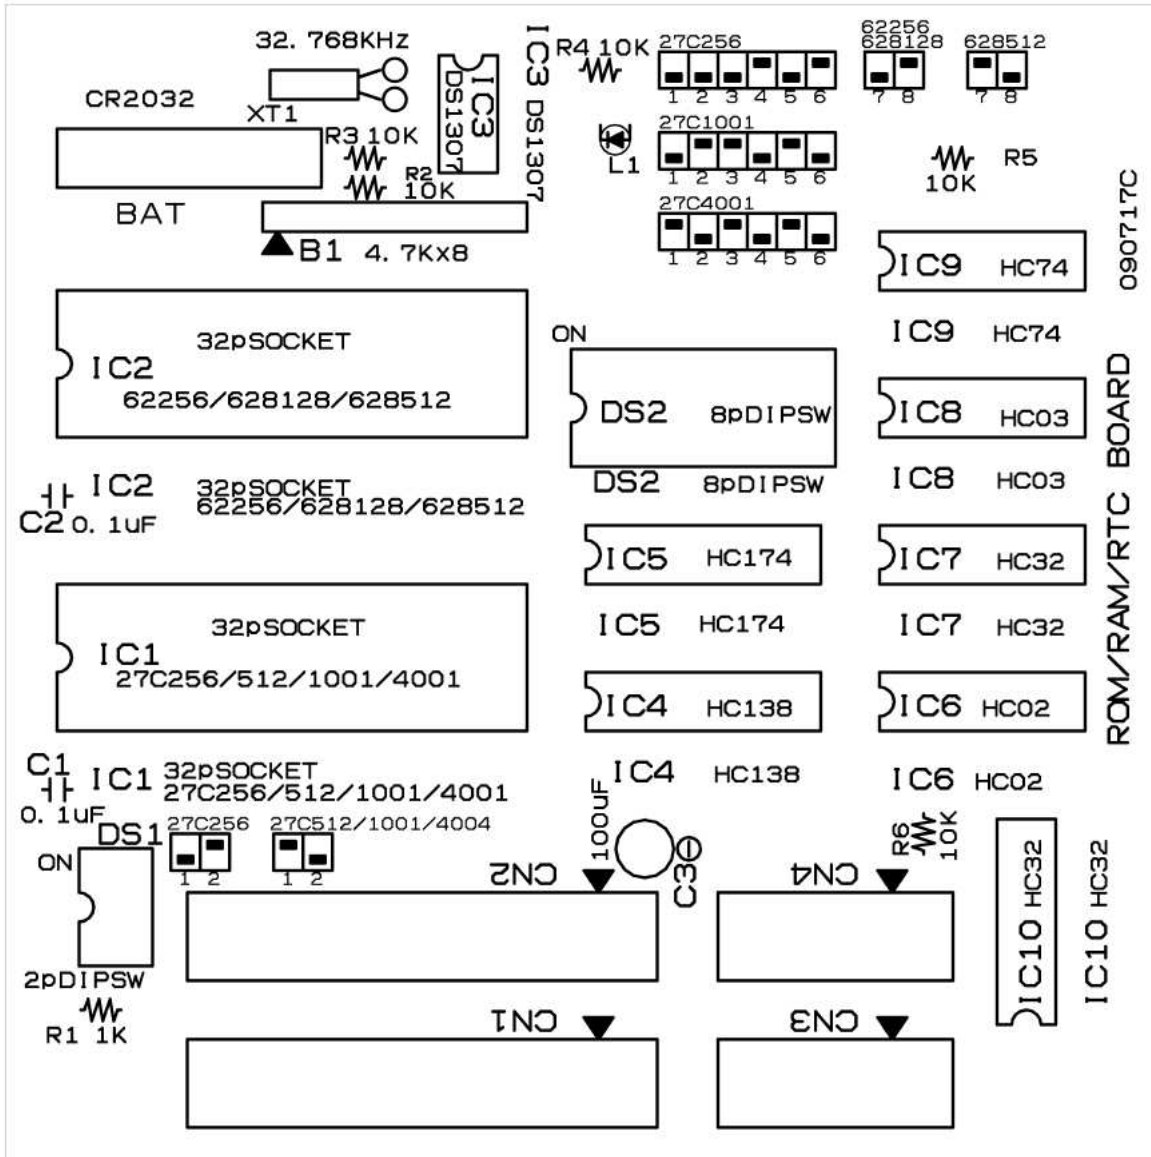 32. 768KHz
CR2032
XT1
IC3
DS1307
IC3 DS1307
R4 10K
27C256
1 2 3 4 5 6
62256
628128
7 8
628512
7 8
R3 10K
R2
10K
BAT
B1 4. 7Kx8
L1
27C1001
1 2 3 4 5 6
R5
10K
27C4001
1 2 3 4 5 6
090717C
IC9 HC74
IC9 HC74
32pSOCKET
IC2
62256/628128/628512
ON
DS2 8pDIPSW
DS2 8pDIPSW
IC8 HC03
IC8 HC03
ROM/RAM/RTC BOARD
IC2 32pSOCKET
62256/628128/628512
C2 0. 1uF
IC5 HC174
IC5 HC174
IC7 HC32
IC7 HC32
32pSOCKET
IC1
27C256/512/1001/4001
IC4 HC138
IC4 HC138
IC6 HC02
IC6 HC02
C1
0. 1uF
IC1 32pSOCKET
27C256/512/1001/4001
DS1
ON
27C256
1 2
27C512/1001/4004
1 2
100uF
C3
R6
10K
CN2
CN4
IC10 HC32
IC10 HC32
2pDIPSW
R1 1K
CN1
CN3